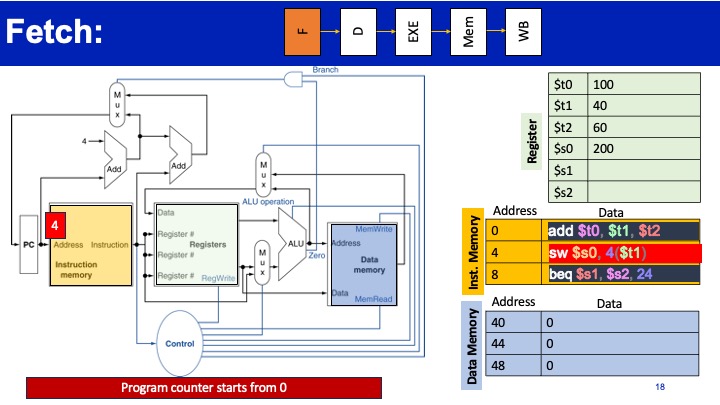 Fetch:
F
D
EXE
Mem
WB
Branch
M
u
x
4
Add
Add
M
u
x
ALU operation
4
PC
Address Instruction
Instruction
memory
Data
Register #
Register #
Registers
Register #
RegWrite
M
u
x
ALU
Zero
MemWrite
Address
Data
memory
Data
MemRead
Control
Program counter starts from 0
Register
$t0 100
$t1 40
$t2 60
$s0 200
$s1
$s2
Inst. Memory
Address Data
0 add $t0, $t1, $t2
4 sw $s0, 4($t1)
8 beq $s1, $s2, 24
Data Memory
Address Data
40 0
44 0
48 0
18